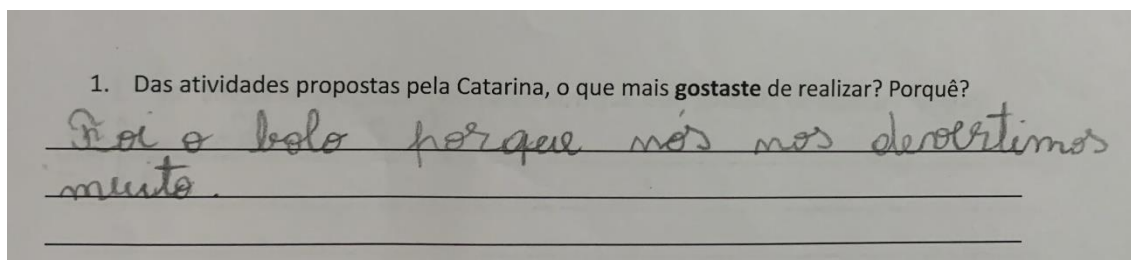 1. Das atividades propostas pela Catarina, o que mais gostaste de realizar? Porquê?
Foi o bolo porque nós nos devertimos
muito.